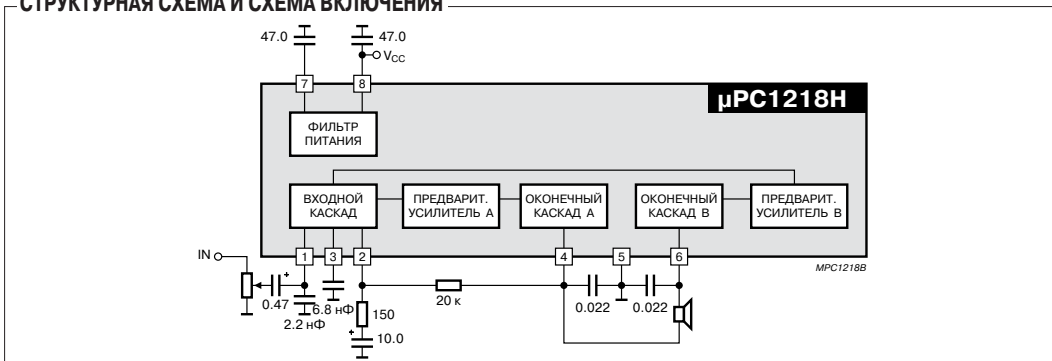 СТРУКТУРНАЯ СХЕМА И СХЕМА ВКЛЮЧЕНИЯ
47.0
47.0
VCC
7
8
µPC1218H
ФИЛЬТР
ПИТАНИЯ
ВХОДНОЙ
КАСКАД
ПРЕДВАРИТ.
УСИЛИТЕЛЬ A
ОКОНЕЧНЫЙ
КАСКАД A
ОКОНЕЧНЫЙ
КАСКАД B
ПРЕДВАРИТ.
УСИЛИТЕЛЬ B
IN
1
3
2
4
5
6
MPC1218B
+
0.47
6.8 нФ
2.2 нФ
150
+
10.0
20 к
0.022
0.022